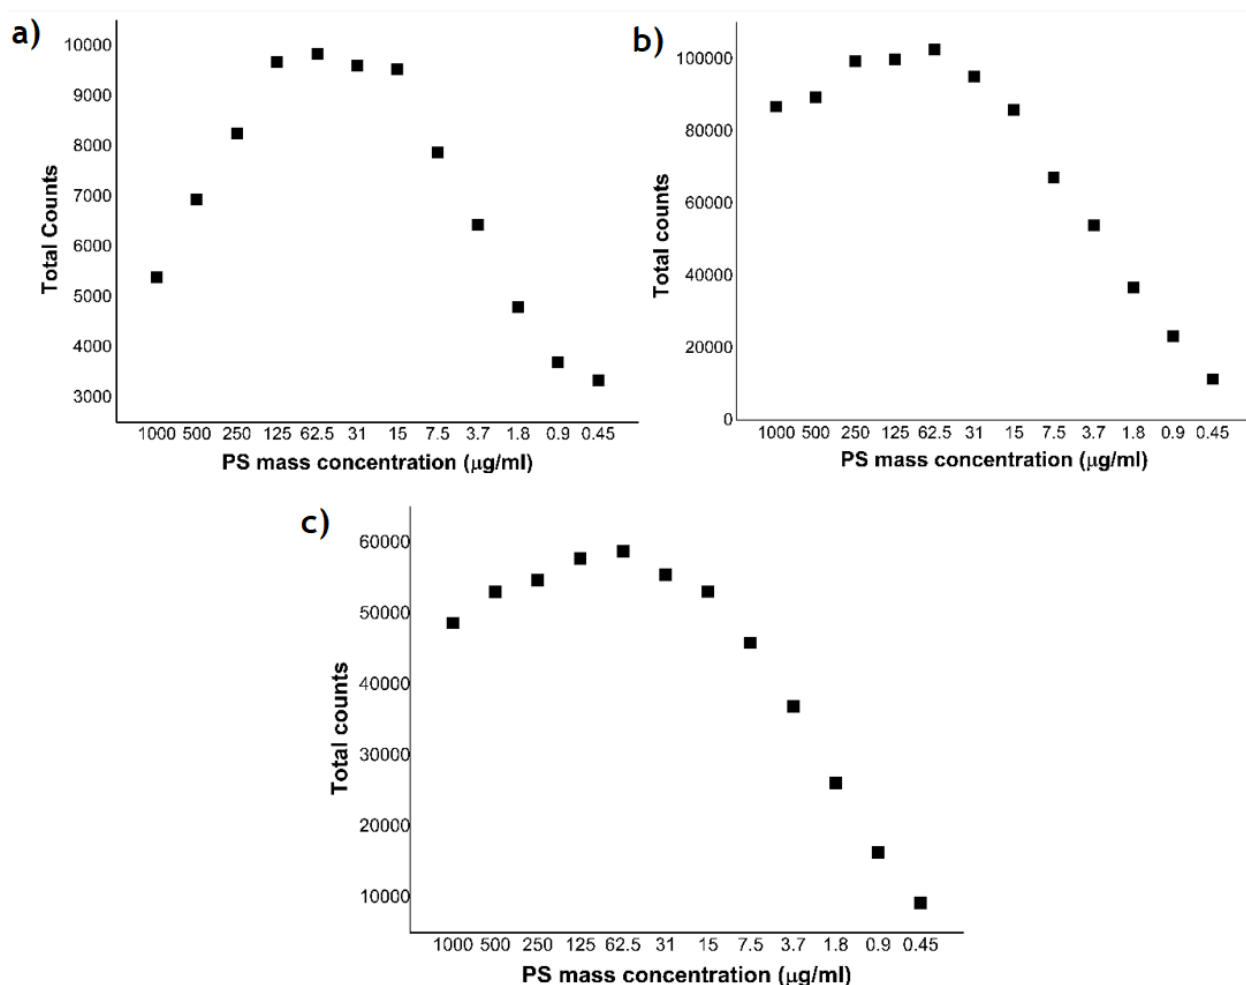 a)
10000
9000
8000
7000
6000
5000
4000
3000
Total Counts
1000 500 250 125 62.5 31 15 7.5 3.7 1.8 0.9 0.45
PS mass concentration (μg/ml)
b)
100000
80000
60000
40000
20000
0
Total counts
1000 500 250 125 62.5 31 15 7.5 3.7 1.8 0.9 0.45
PS mass concentration (μg/ml)
c)
60000
50000
40000
30000
20000
10000
Total counts
1000 500 250 125 62.5 31 15 7.5 3.7 1.8 0.9 0.45
PS mass concentration (μg/ml)